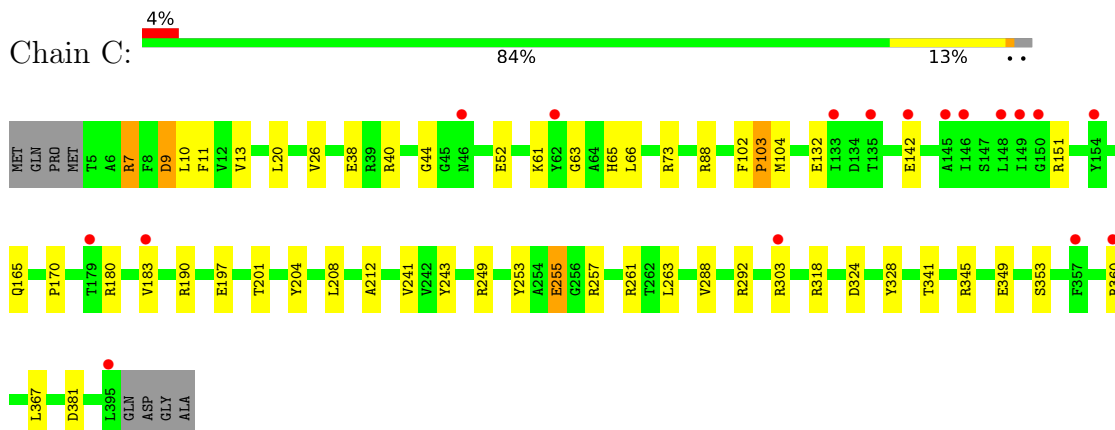 4%
Chain C:
84% 13% • •
MET GLN PRO MET T5 A6 R7 F8 D9 L10 F11 V12 V13 L20 V26 E38 R39 R40 G44 G45 N46 E52 K61 Y62 G63 A64 H65 L66 R73 R88 F102 P103 M104 E132 I133 D134 T135 E142 A145 I146 S147 L148 I149 G150 R151 Y154
Q165 P170 T179 R180 V183 R190 E197 T201 Y204 L208 A212 V241 V242 Y243 R249 Y253 A254 E255 G256 R257 R261 T262 L263 V288 R292 R303 R318 D324 Y328 T341 R345 E349 S353 F357
L367 D381 L395 GLN ASP GLY ALA